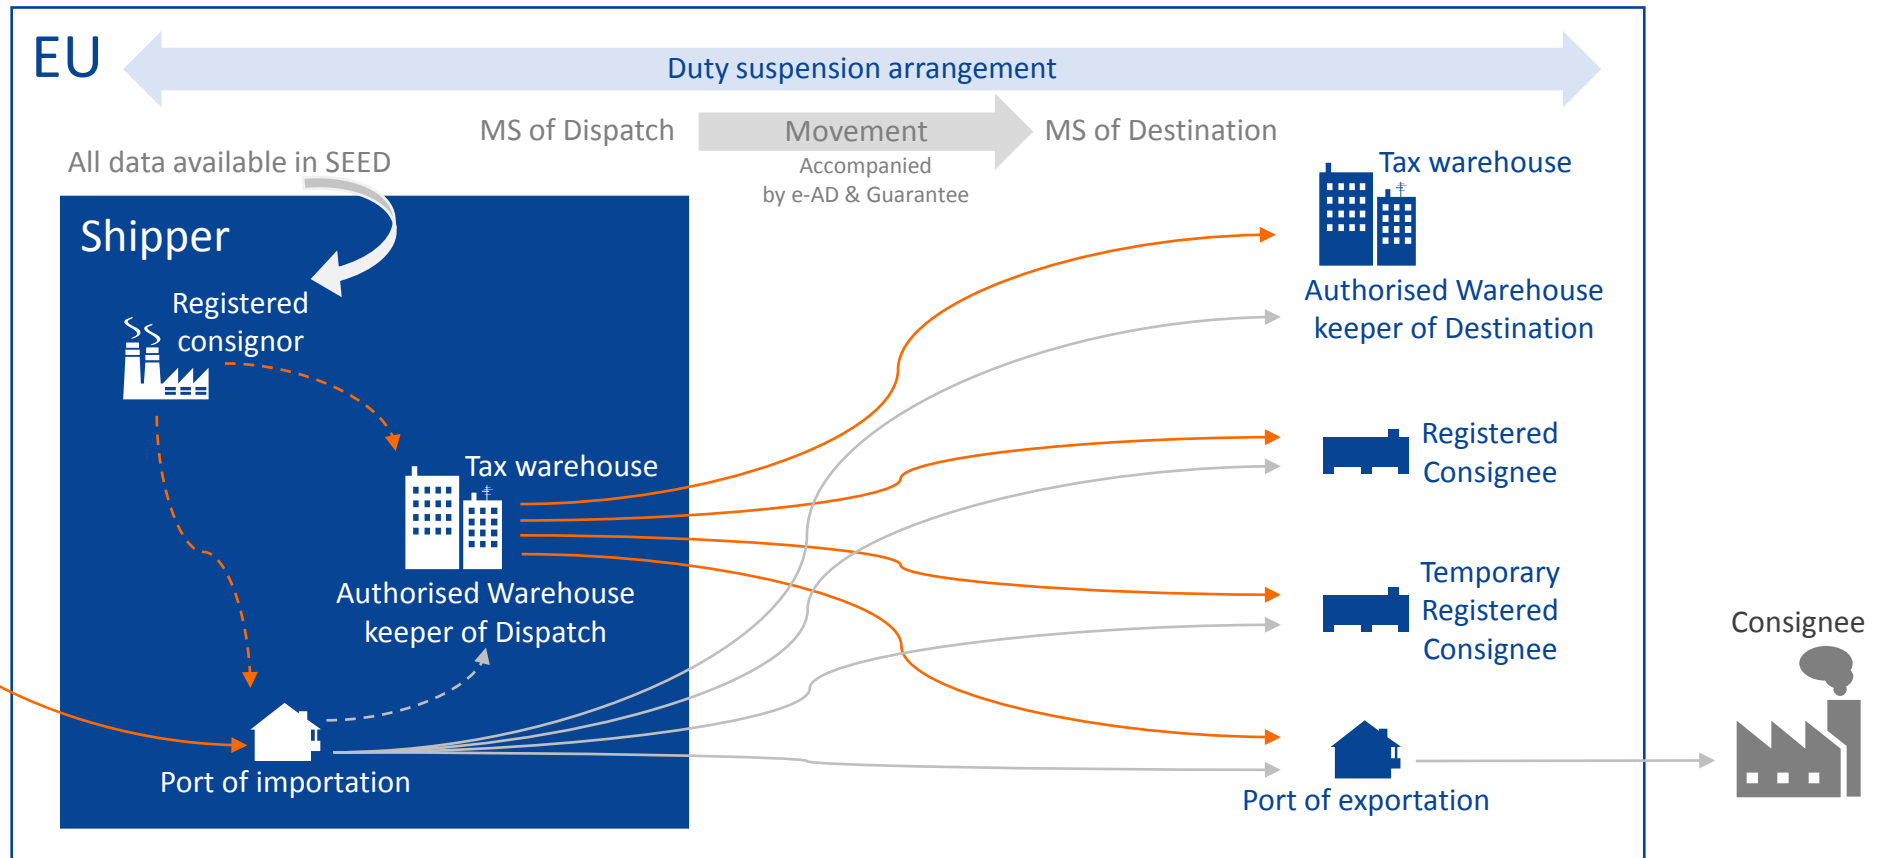 EU
Duty suspension arrangement
MS of Dispatch
Movement
MS of Destination
Accompanied
by e-AD & Guarantee
All data available in SEED
Shipper
Registered
consignor
Tax warehouse
Authorised Warehouse
keeper of Dispatch
Port of importation
Tax warehouse
Authorised Warehouse
keeper of Destination
Registered
Consignee
Temporary
Registered
Consignee
Port of exportation
Consignee